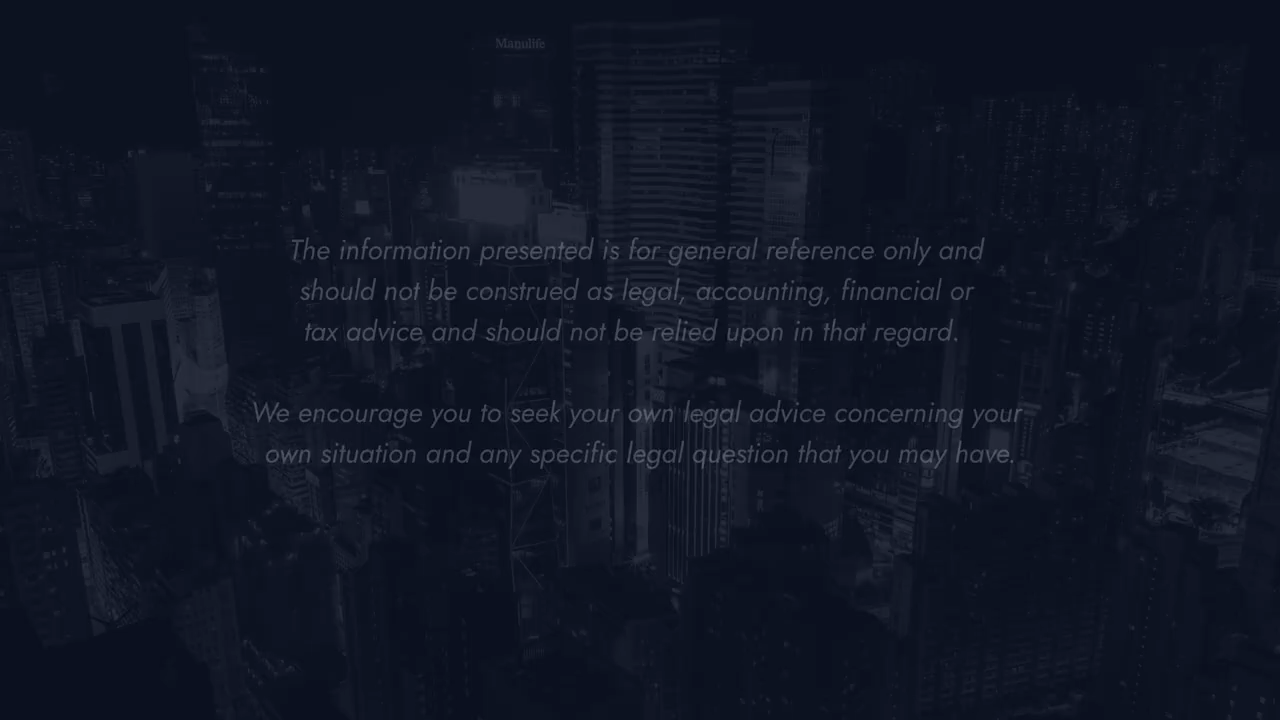 Manulife
The information presented is for general reference only and
should not be construed as legal, accounting, financial or
tax advice and should not be relied upon in that regard.
We encourage you to seek your own legal advice concerning your
own situation and any specific legal question that you may have.